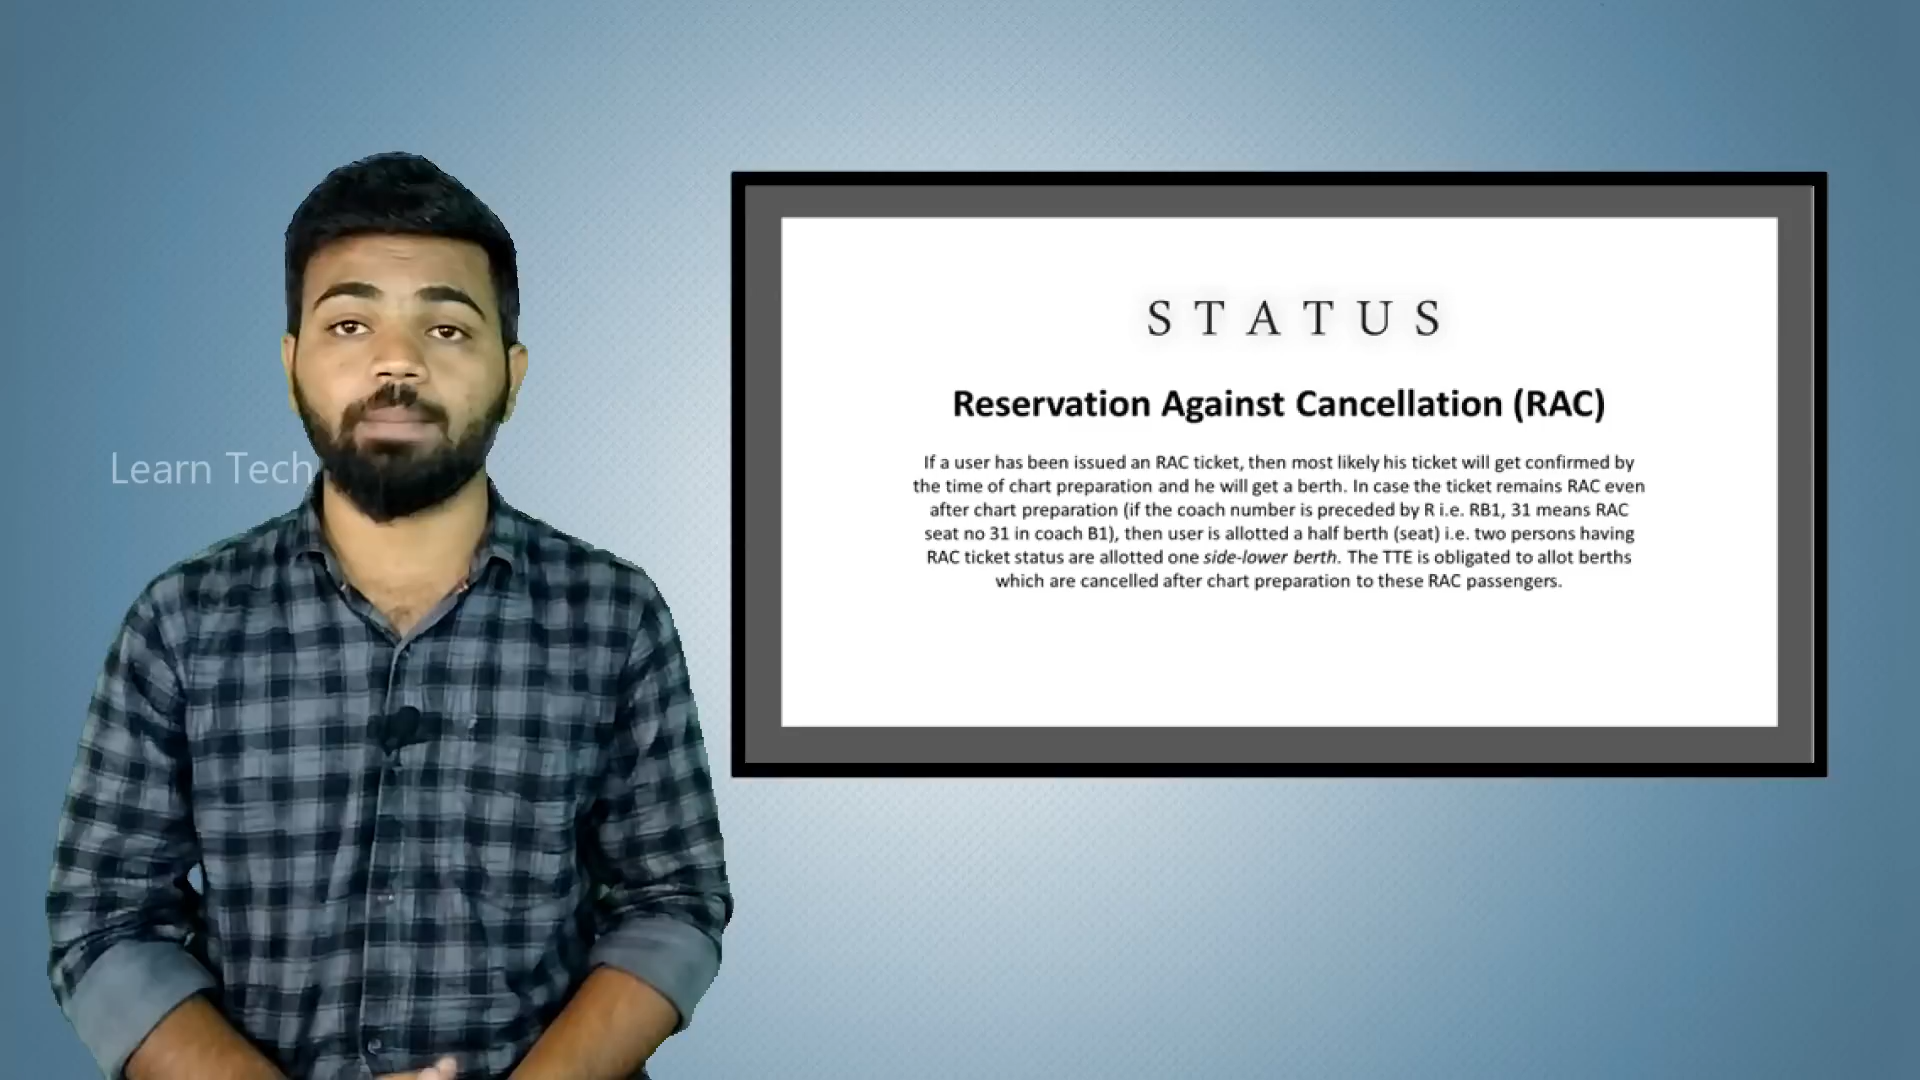 Learn Tech
STATUS
Reservation Against Cancellation (RAC)
If a user has been issued an RAC ticket, then most likely his ticket will get confirmed by
the time of chart preparation and he will get a berth. In case the ticket remains RAC even
after chart preparation (if the coach number is preceded by R i.e. RB1, 31 means RAC
seat no 31 in coach B1), then user is allotted a half berth (seat) i.e. two persons having
RAC ticket status are allotted one side-lower berth. The TTE is obligated to allot berths
which are cancelled after chart preparation to these RAC passengers.